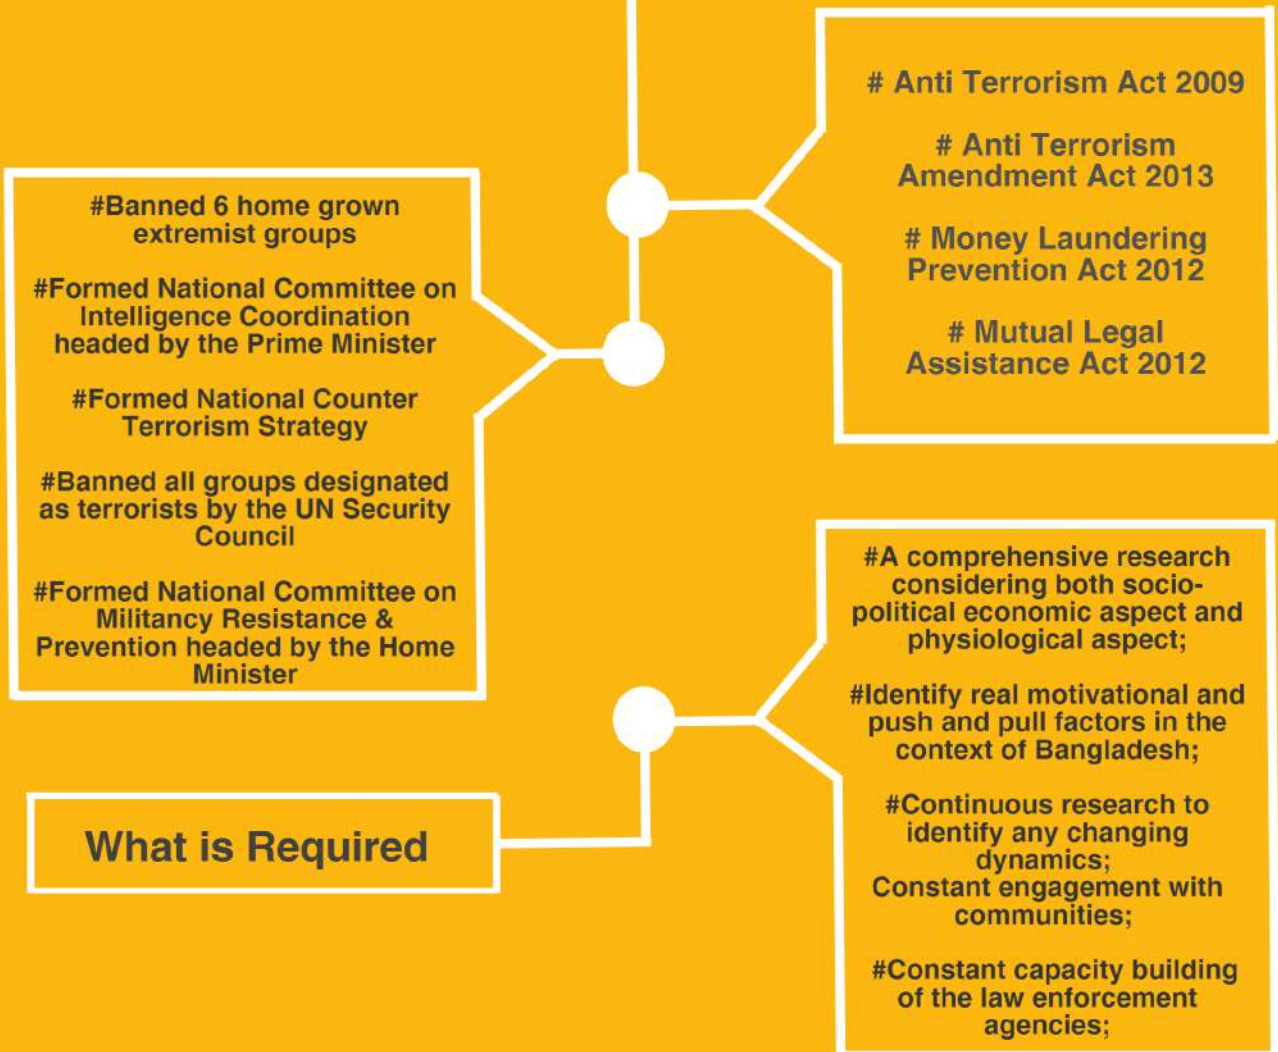 # Anti Terrorism Act 2009
# Anti Terrorism
Amendment Act 2013
# Money Laundering
Prevention Act 2012
# Mutual Legal
Assistance Act 2012
#Banned 6 home grown
extremist groups
#Formed National Committee on
Intelligence Coordination
headed by the Prime Minister
#Formed National Counter
Terrorism Strategy
#Banned all groups designated
as terrorists by the UN Security
Council
#Formed National Committee on
Militancy Resistance &
Prevention headed by the Home
Minister
What is Required
#A comprehensive research
considering both socio-
political economic aspect and
physiological aspect;
#Identify real motivational and
push and pull factors in the
context of Bangladesh;
#Continuous research to
identify any changing
dynamics;
Constant engagement with
communities;
#Constant capacity building
of the law enforcement
agencies;